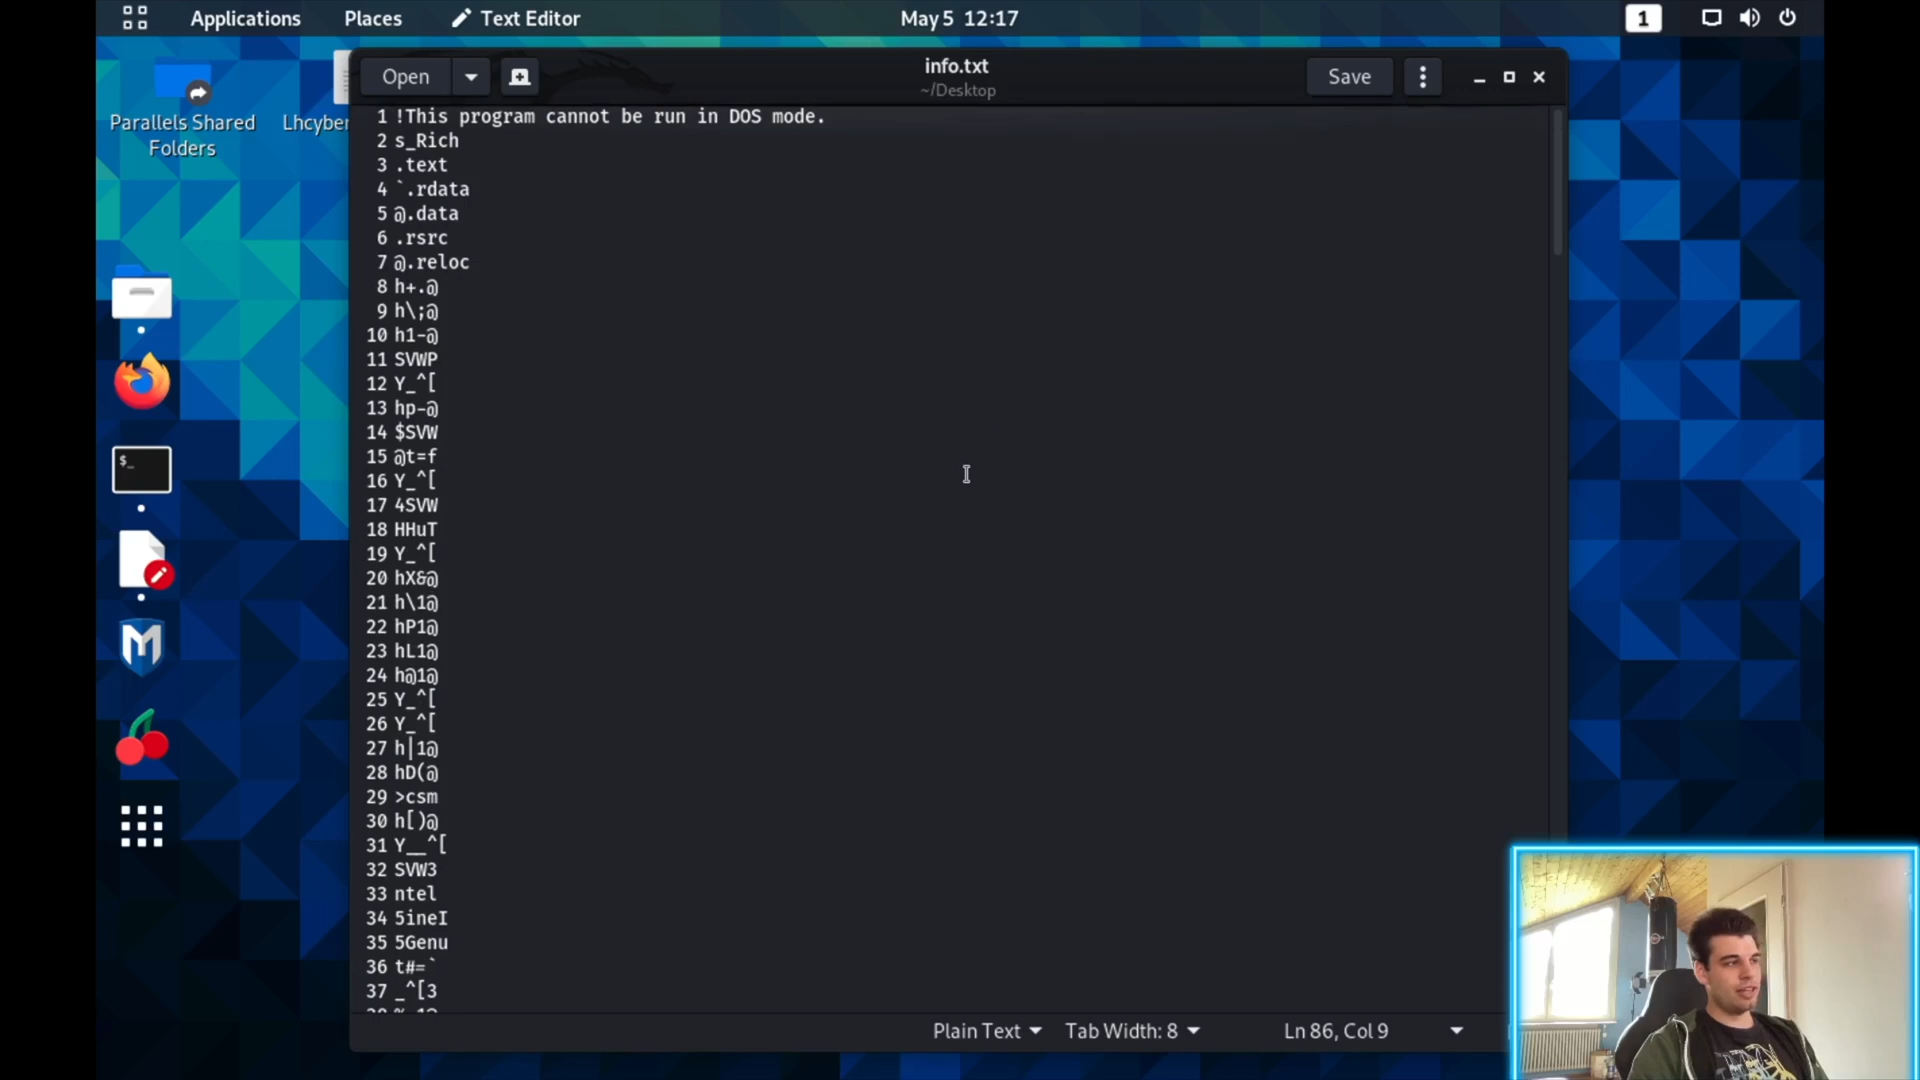 Applications Places Text Editor May 5 12:17 1
Parallels Shared
Folders
Lhcyber
Open info.txt Save
~/Desktop
1 !This program cannot be run in DOS mode.
2 s_Rich
3 .text
4 `.rdata
5 @.data
6 .rsrc
7 @.reloc
8 h+.@
9 h\;@
10 h1-@
11 SVWP
12 Y_^[
13 hp-@
14 $SVW
15 @t=f
16 Y_^[
17 4SVW
18 HHuT
19 Y_^[
20 hX&@
21 h\1@
22 hP1@
23 hL1@
24 h@1@
25 Y_^[
26 Y_^[
27 h|1@
28 hD(@
29 >csm
30 h[)@
31 Y__^[
32 SVW3
33 ntel
34 5ineI
35 5Genu
36 t#=`
37 _^[3
Plain Text Tab Width: 8 Ln 86, Col 9